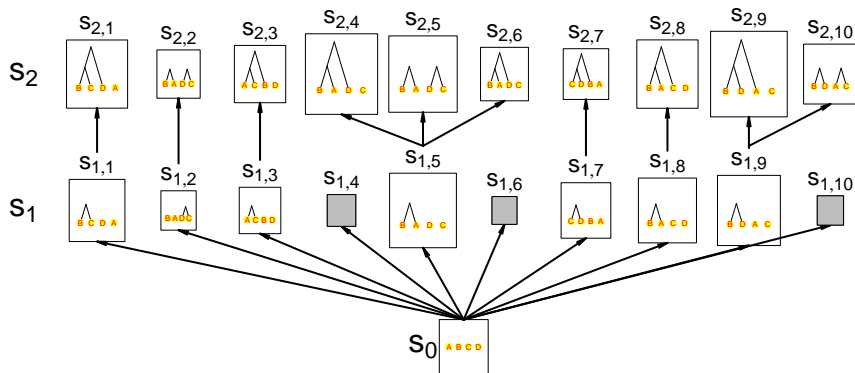 s2,1 s2,2 s2,3 s2,4 s2,5 s2,6 s2,7 s2,8 s2,9 s2,10
s2 B C D A B A D C A C B D B A D C B A D C B A D C C D B A B A C D B D A C B D A C
s1,1 s1,2 s1,3 s1,4 s1,5 s1,6 s1,7 s1,8 s1,9 s1,10
s1 B C D A B A D C A C B D B A D C C D B A B A C D B D A C
s0 A B C D